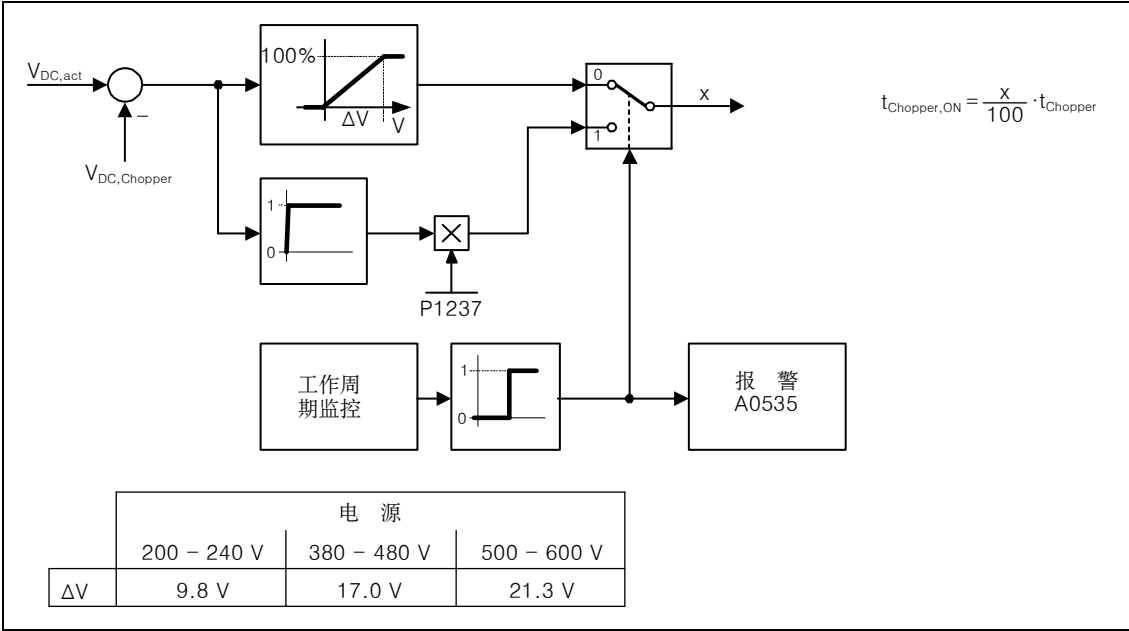 V_DC,act
−
V_DC,Chopper
100%
ΔV V
1
0
P1237
0
1
x
t_Chopper,ON = x/100 · t_Chopper
工作周
期监控
1
0
报 警
A0535
电 源
200 − 240 V 380 − 480 V 500 − 600 V
ΔV 9.8 V 17.0 V 21.3 V